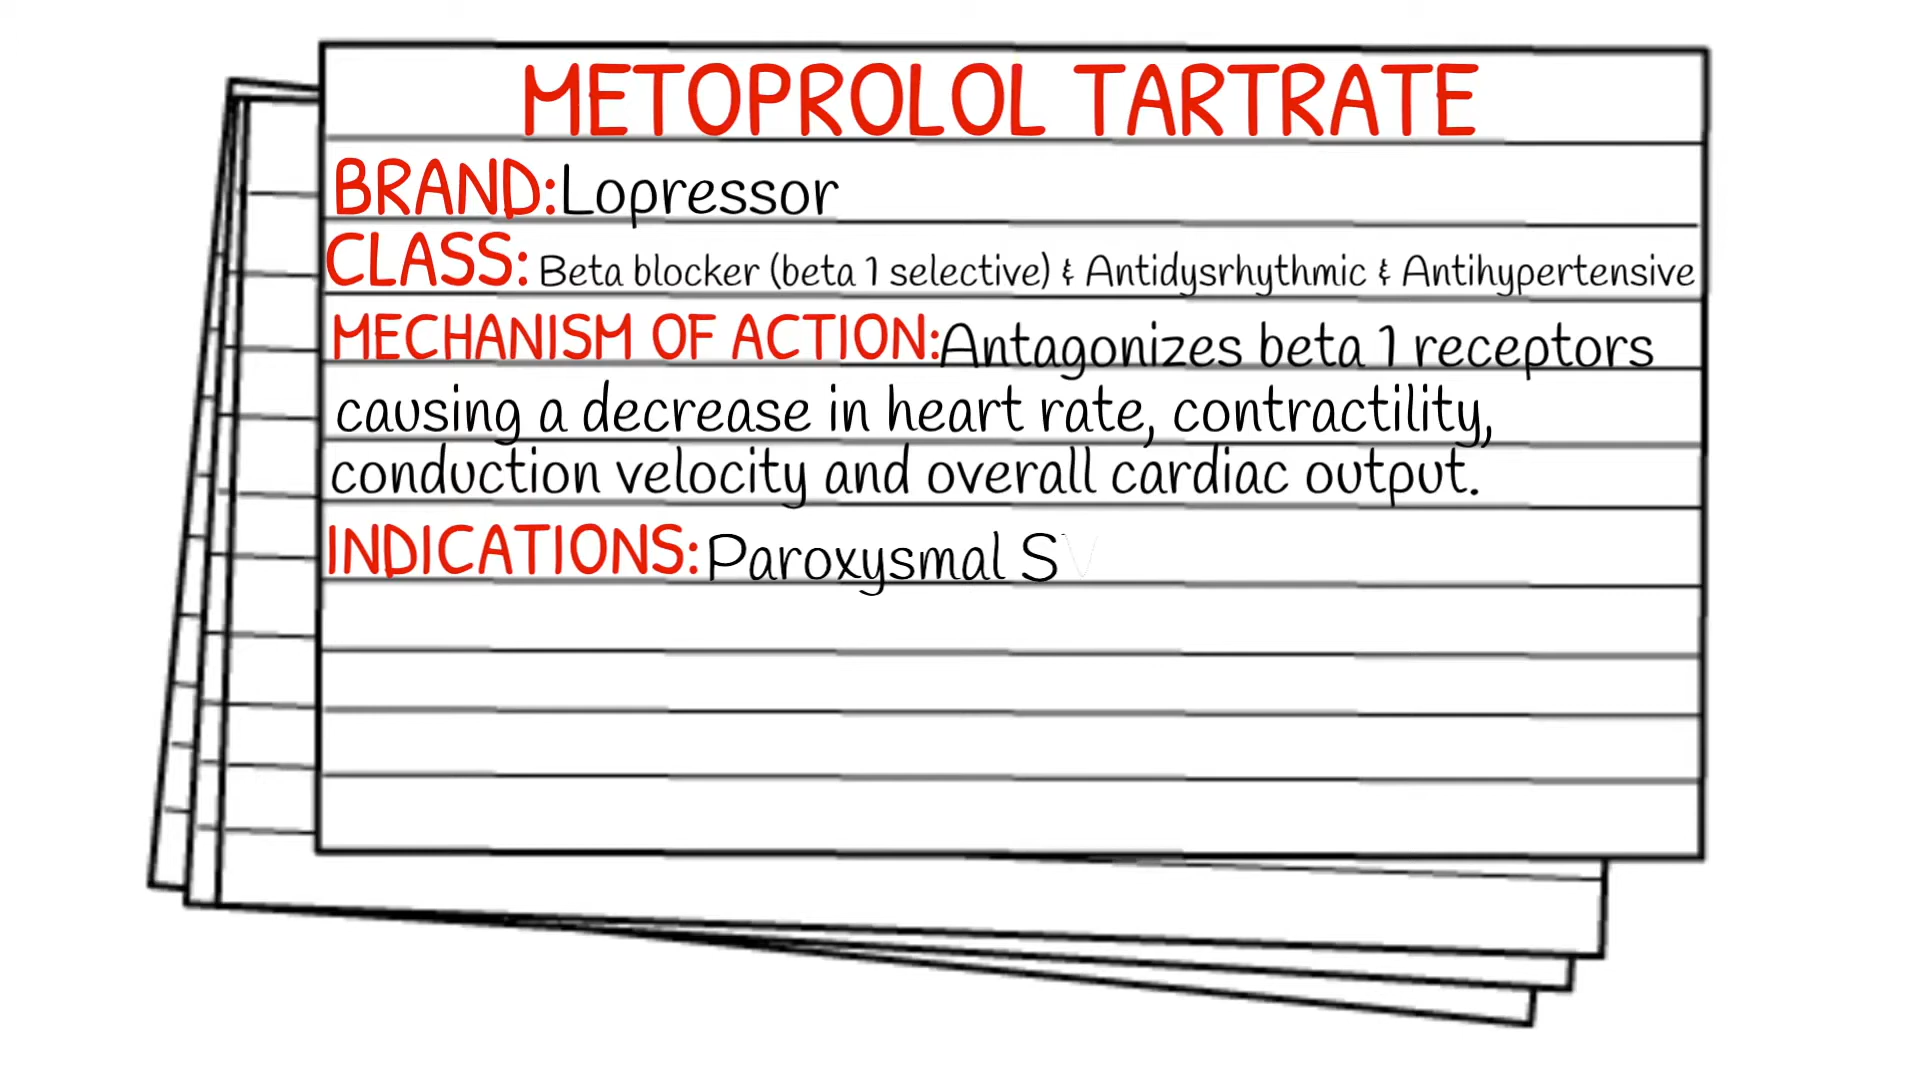 METOPROLOL TARTRATE
BRAND: Lopressor
CLASS: Beta blocker (beta 1 selective) & Antidysrhythmic & Antihypertensive
MECHANISM OF ACTION: Antagonizes beta 1 receptors
causing a decrease in heart rate, contractility,
conduction velocity and overall cardiac output.
INDICATIONS: Paroxysmal SV